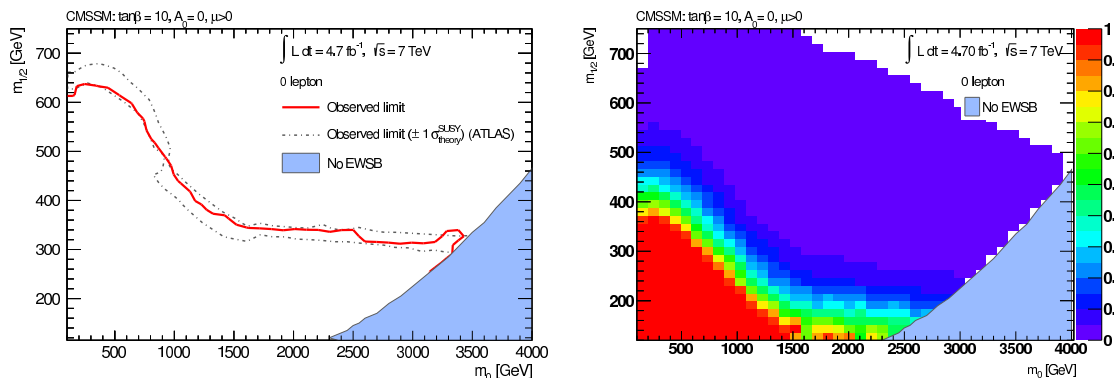 CMSSM: tanβ = 10, A₀ = 0, μ>0
m₁/₂ [GeV]
700
600
500
400
300
200
∫ L dt = 4.7 fb⁻¹, √s = 7 TeV
0 lepton
Observed limit
Observed limit (± 1 σ^SUSY_theory) (ATLAS)
No EWSB
500 1000 1500 2000 2500 3000 3500 4000
m₀ [GeV]
CMSSM: tanβ = 10, A₀ = 0, μ>0
m₁/₂ [GeV]
700
600
500
400
300
200
∫ L dt = 4.70 fb⁻¹, √s = 7 TeV
0 lepton
No EWSB
500 1000 1500 2000 2500 3000 3500 4000
m₀ [GeV]
1